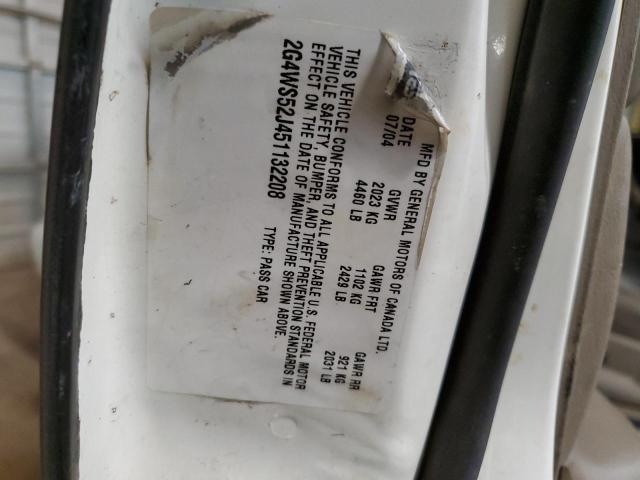 MFD BY GENERAL MOTORS OF CANADA LTD.
DATE GVWR GAWR FRT GAWR RR
07/04 2023 KG 1102 KG 921 KG
4460 LB 2429 LB 2031 LB
THIS VEHICLE CONFORMS TO ALL APPLICABLE U.S. FEDERAL MOTOR
VEHICLE SAFETY, BUMPER, AND THEFT PREVENTION STANDARDS IN
EFFECT ON THE DATE OF MANUFACTURE SHOWN ABOVE.
2G4WS52J451132208 TYPE: PASS CAR